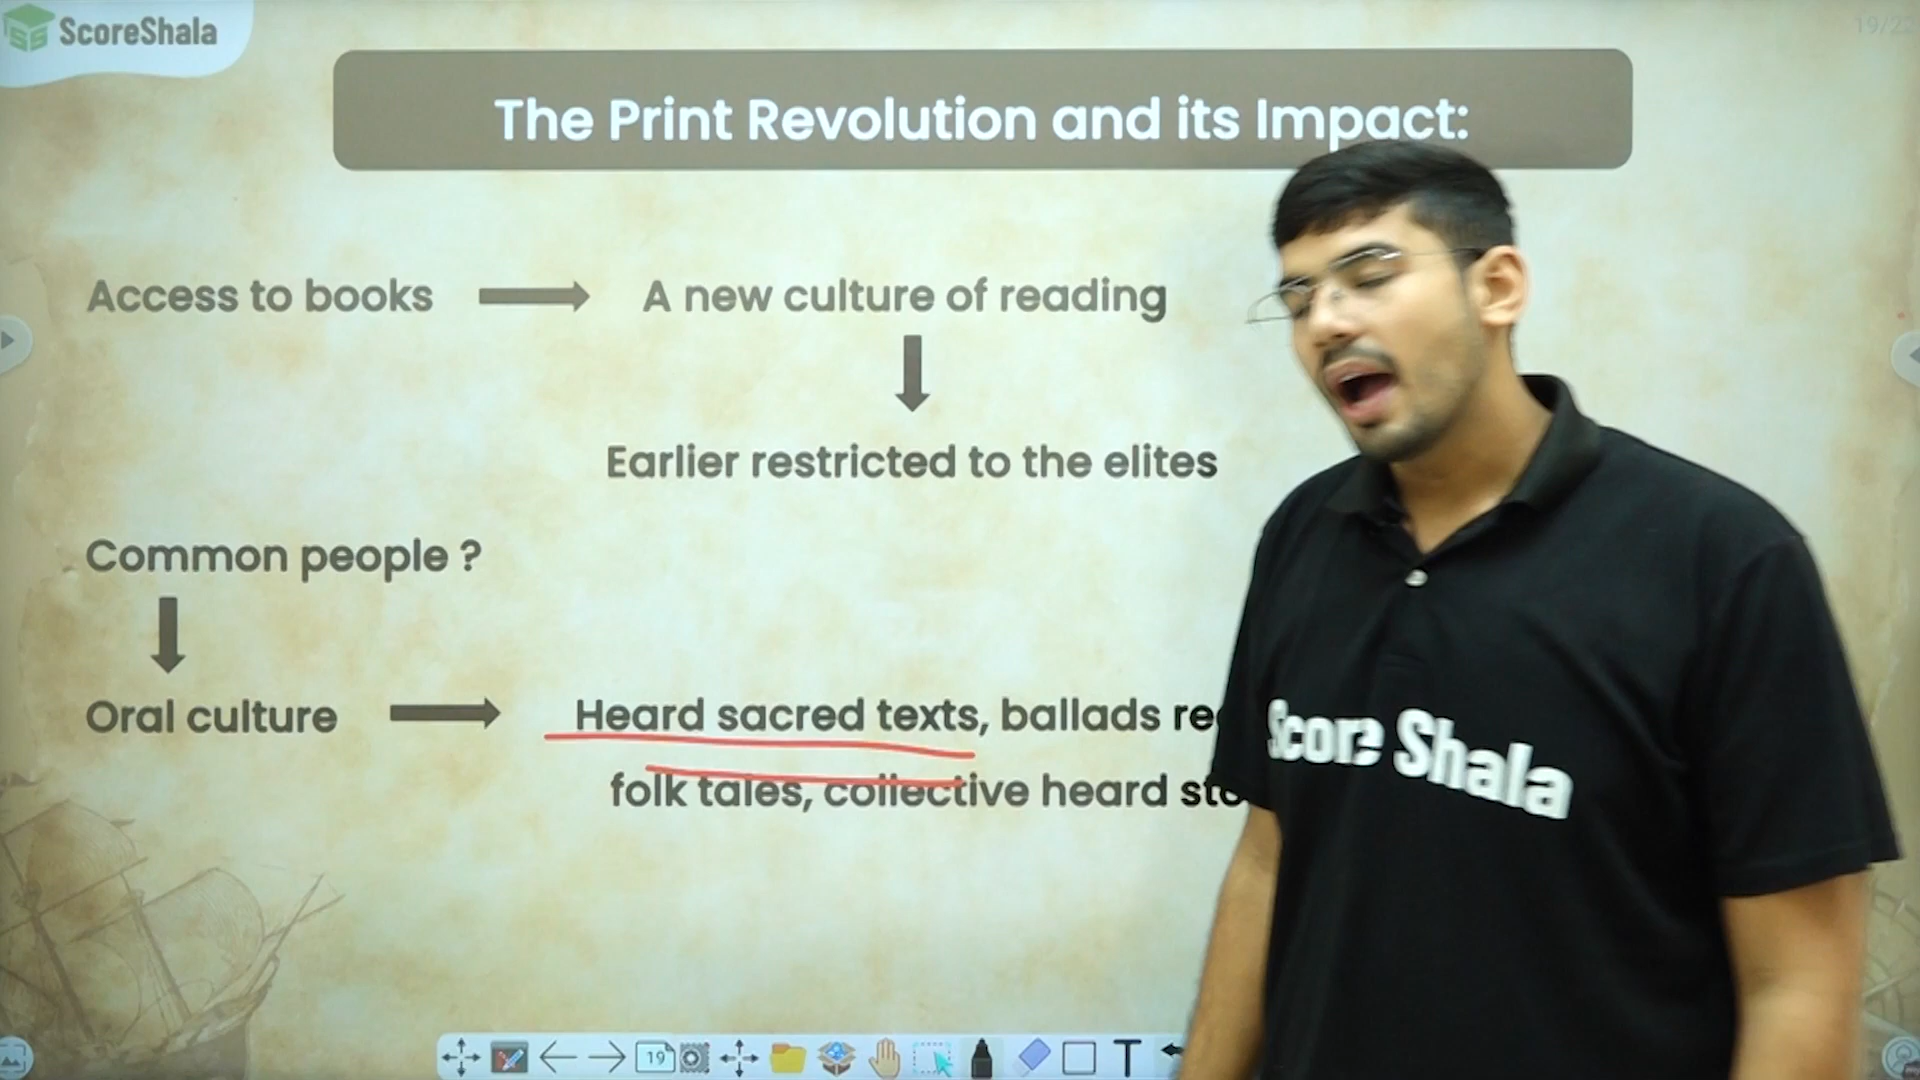 ScoreShala
The Print Revolution and its Impact:
Access to books
A new culture of reading
Earlier restricted to the elites
Common people ?
Oral culture
Heard sacred texts, ballads
folk tales, collective heard
Score Shala
19
T